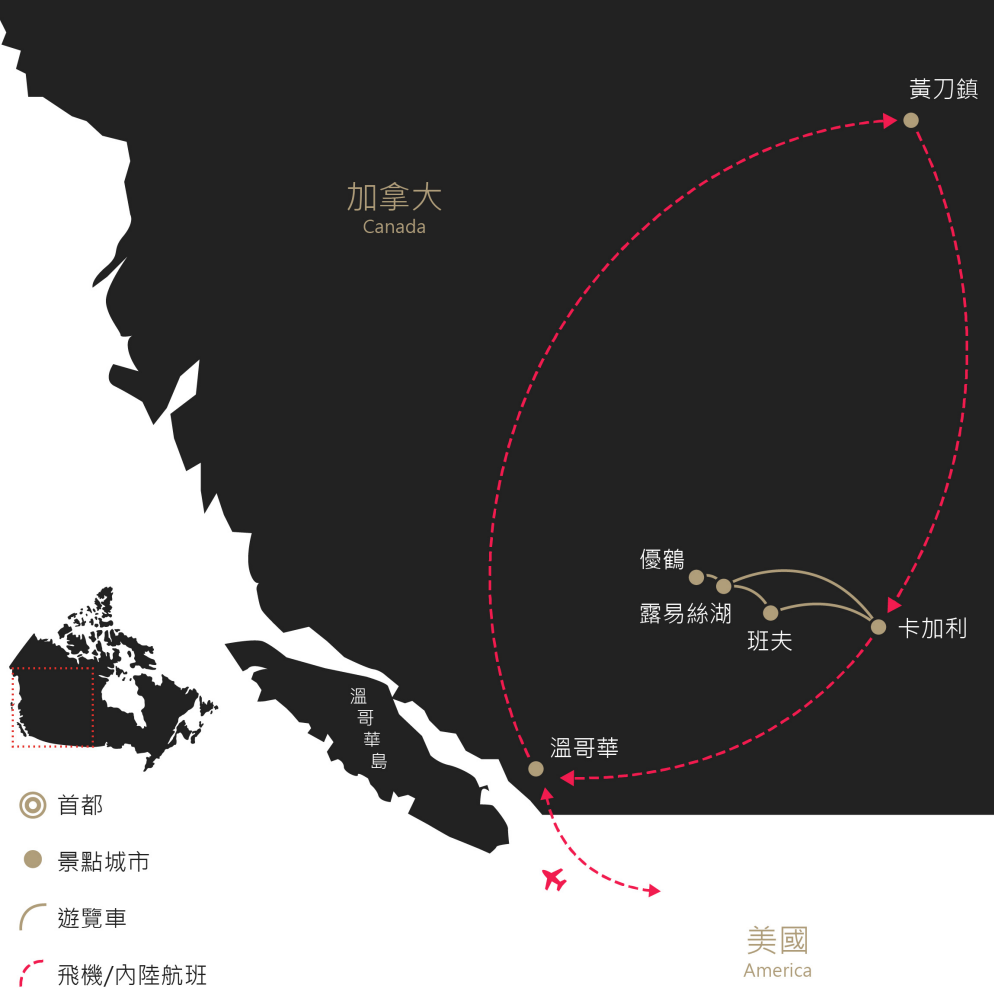 黃刀鎮
加拿大
Canada
優鶴
露易絲湖
班夫
卡加利
溫哥華
溫哥華島
首都
景點城市
遊覽車
飛機/內陸航班
美國
America